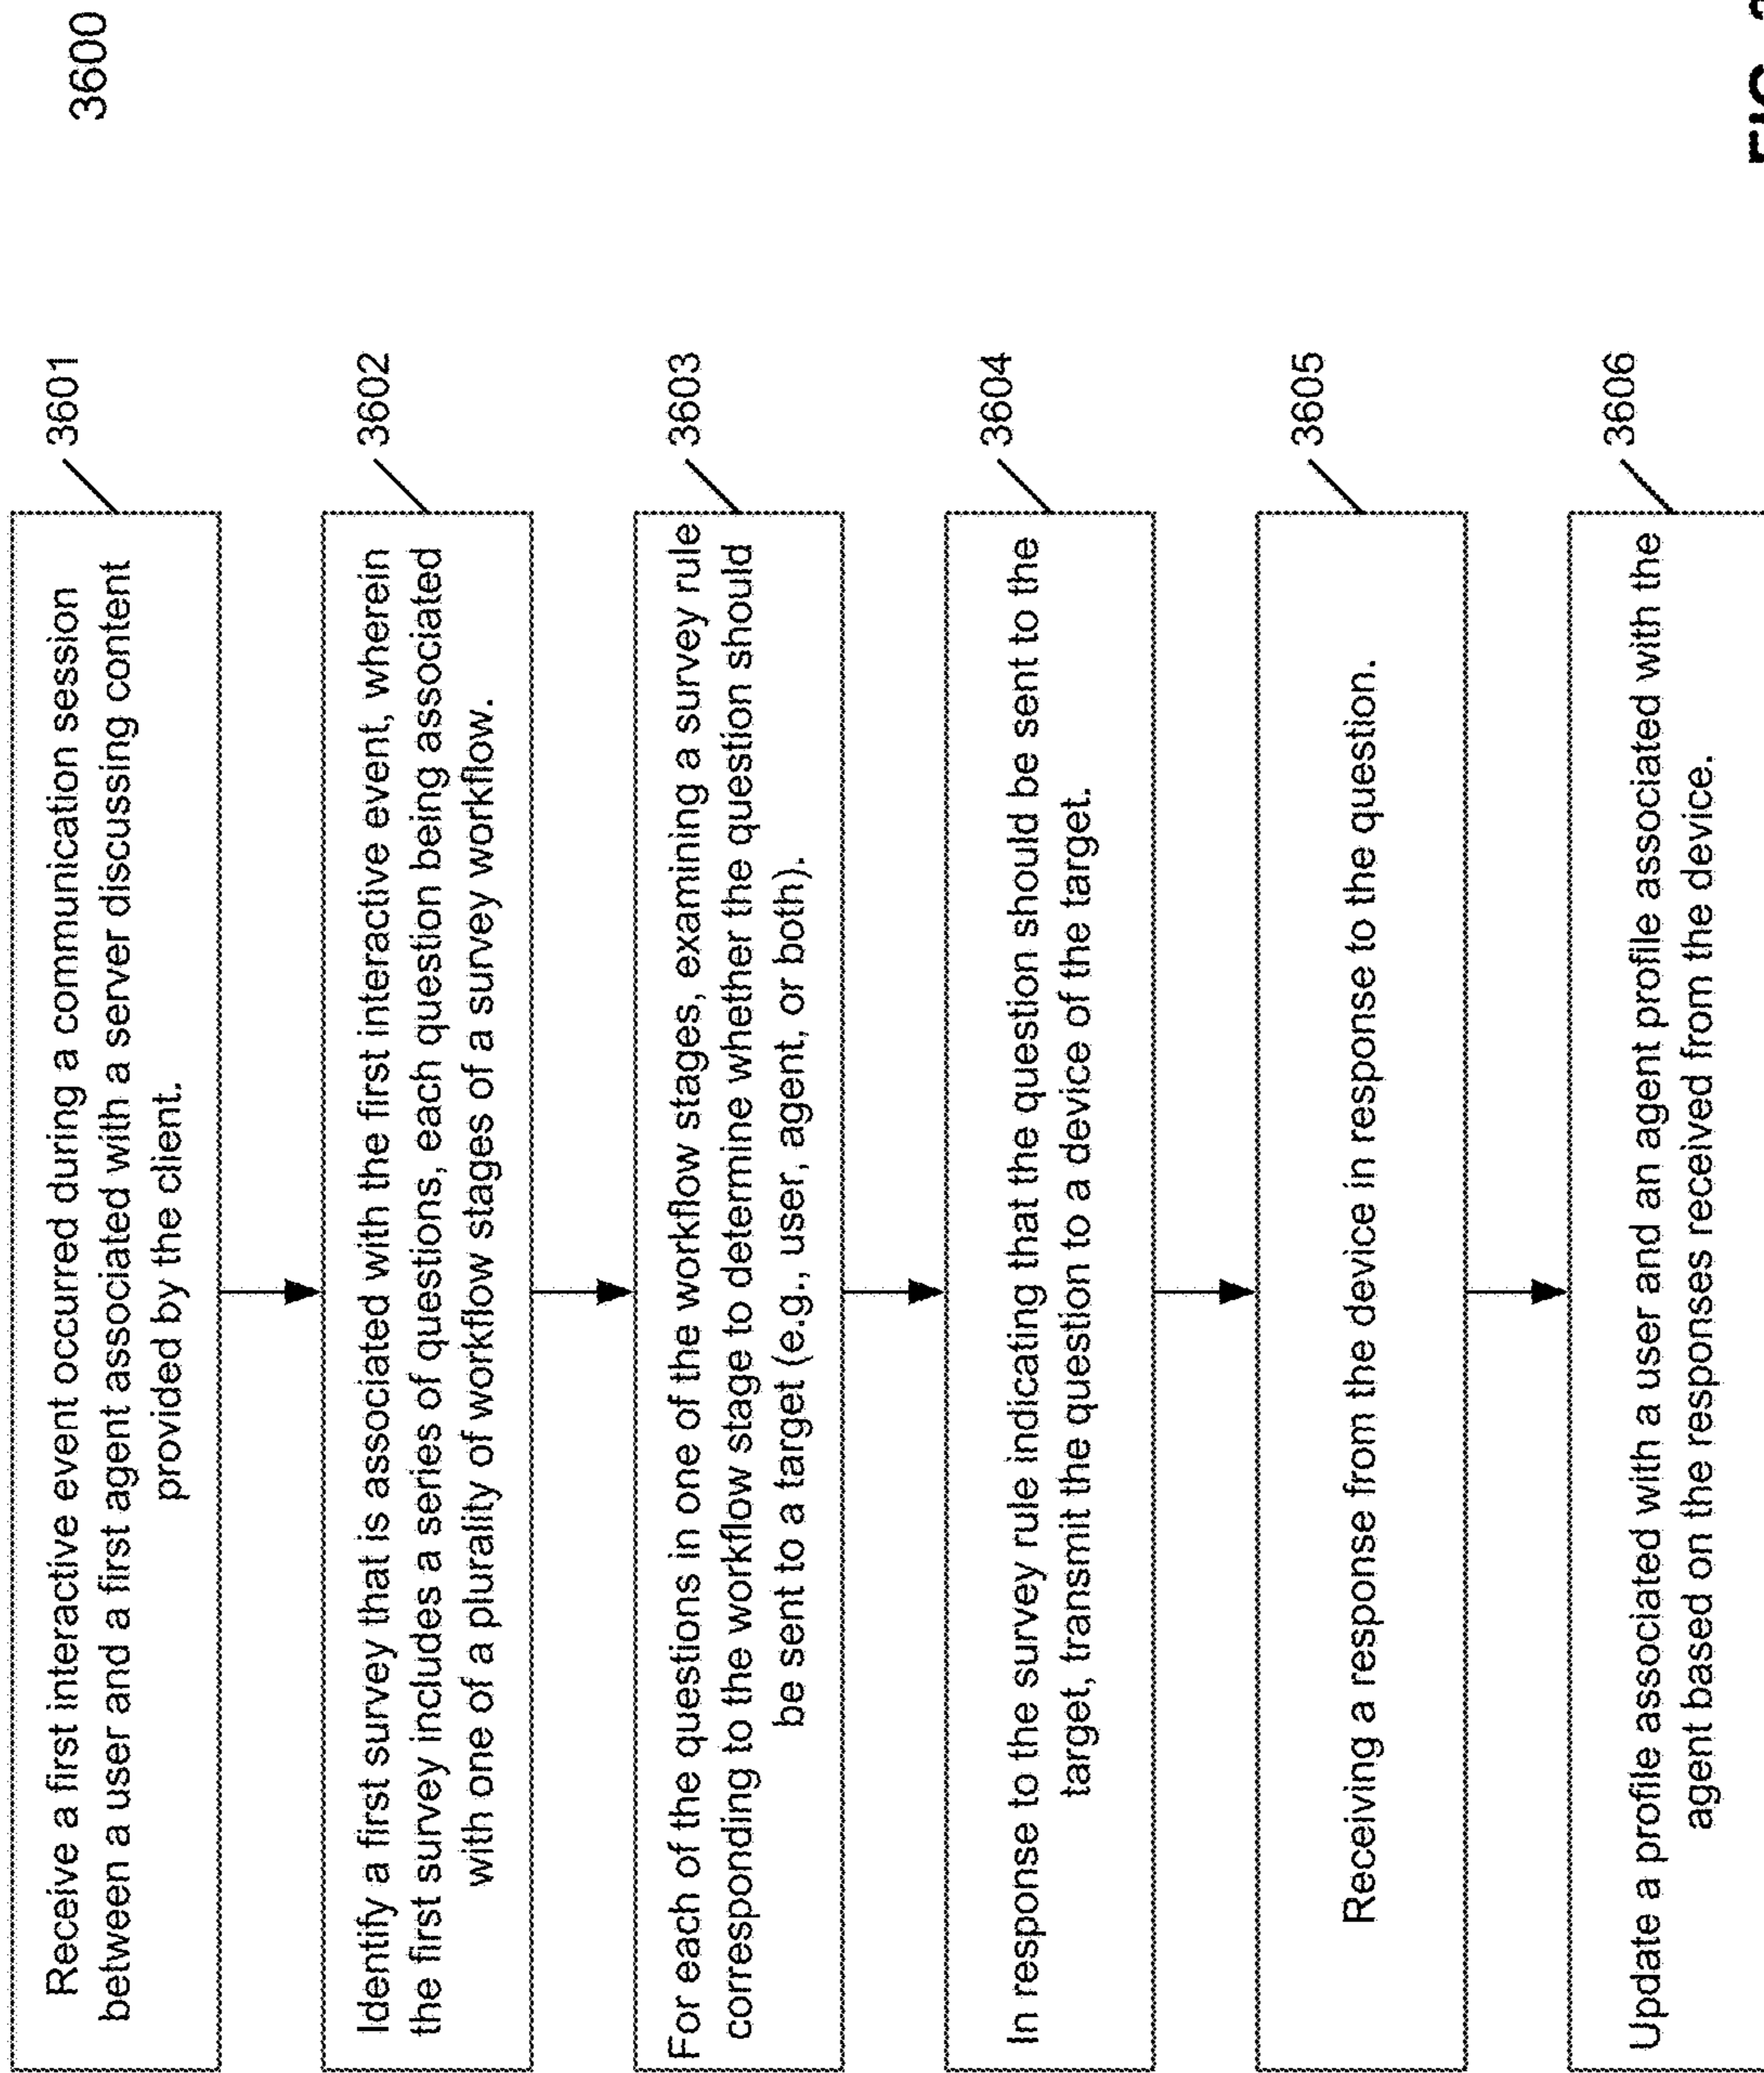 3600
Receive a first interactive event occurred during a communication session
between a user and a first agent associated with a server discussing content
provided by the client.
3601
Identify a first survey that is associated with the first interactive event, wherein
the first survey includes a series of questions, each question being associated
with one of a plurality of workflow stages of a survey workflow.
3602
For each of the questions in one of the workflow stages, examining a survey rule
corresponding to the workflow stage to determine whether the question should
be sent to a target (e.g., user, agent, or both).
3603
In response to the survey rule indicating that the question should be sent to the
target, transmit the question to a device of the target.
3604
Receiving a response from the device in response to the question.
3605
Update a profile associated with a user and an agent profile associated with the
agent based on the responses received from the device.
3606
FIG.